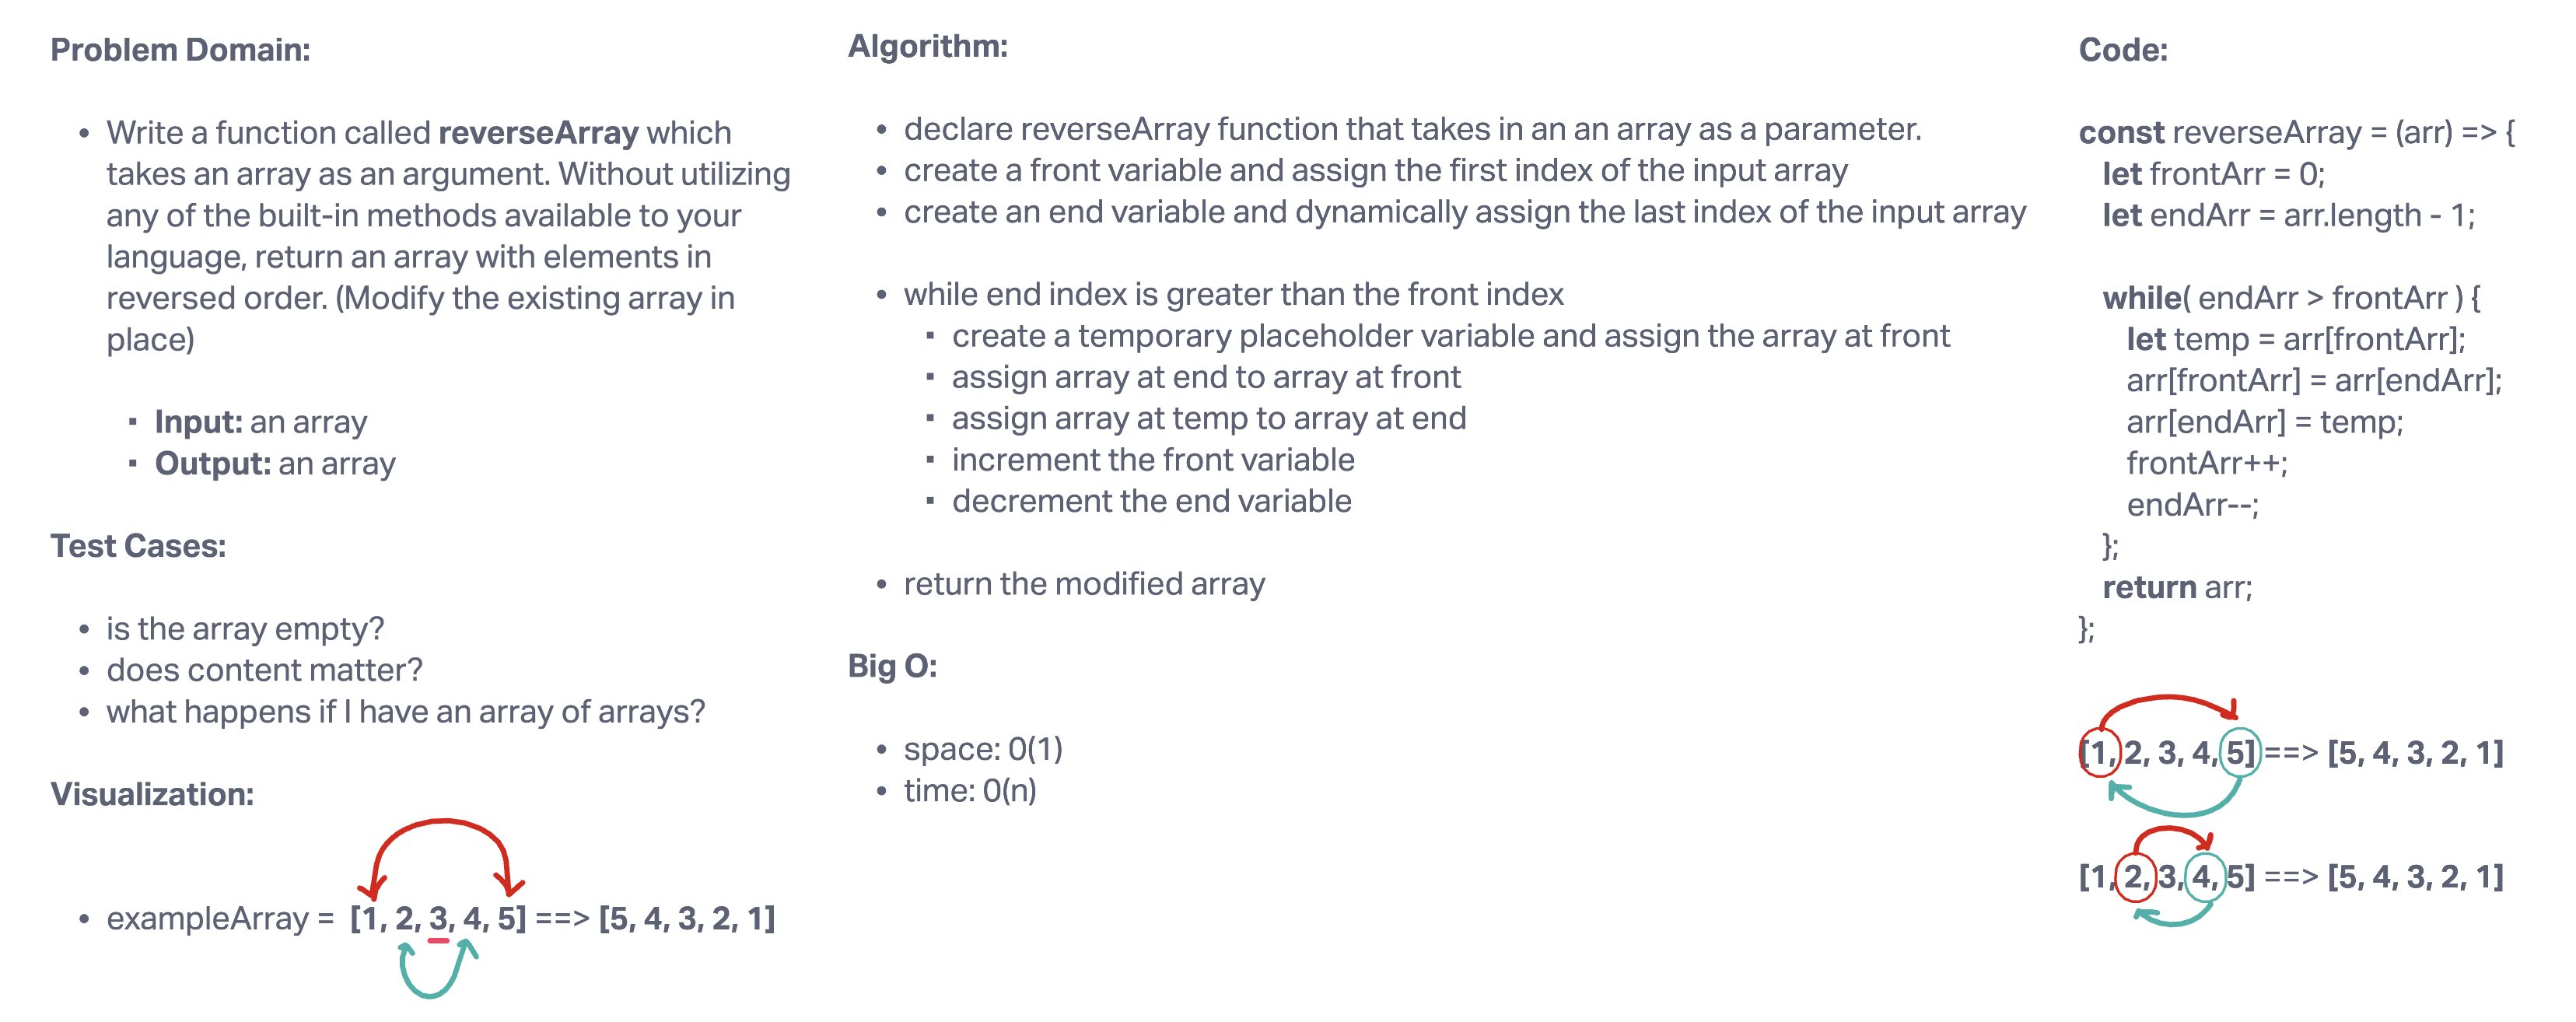 Problem Domain:
• Write a function called reverseArray which
takes an array as an argument. Without utilizing
any of the built-in methods available to your
language, return an array with elements in
reversed order. (Modify the existing array in
place)
▪ Input: an array
▪ Output: an array
Test Cases:
• is the array empty?
• does content matter?
• what happens if I have an array of arrays?
Visualization:
• exampleArray = [1, 2, 3, 4, 5] ==> [5, 4, 3, 2, 1]
Algorithm:
• declare reverseArray function that takes in an an array as a parameter.
• create a front variable and assign the first index of the input array
• create an end variable and dynamically assign the last index of the input array
• while end index is greater than the front index
▪ create a temporary placeholder variable and assign the array at front
▪ assign array at end to array at front
▪ assign array at temp to array at end
▪ increment the front variable
▪ decrement the end variable
• return the modified array
Big O:
• space: 0(1)
• time: 0(n)
Code:
const reverseArray = (arr) => {
let frontArr = 0;
let endArr = arr.length - 1;
while( endArr > frontArr ) {
let temp = arr[frontArr];
arr[frontArr] = arr[endArr];
arr[endArr] = temp;
frontArr++;
endArr--;
};
return arr;
};
[1, 2, 3, 4, 5] ==> [5, 4, 3, 2, 1]
[1, 2, 3, 4, 5] ==> [5, 4, 3, 2, 1]